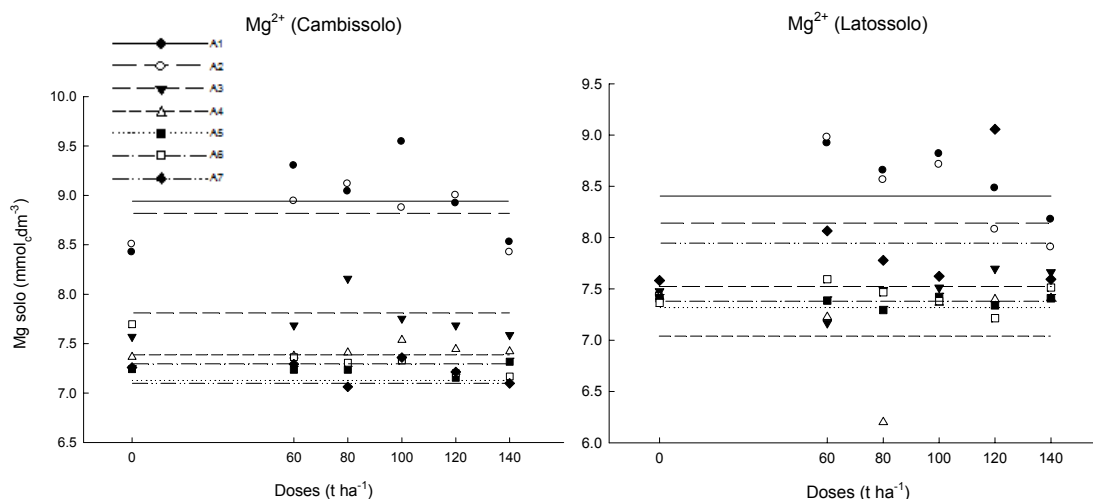 Mg²⁺ (Cambissolo)
A1
A2
A3
A4
A5
A6
A7
10.0
9.5
9.0
8.5
8.0
7.5
7.0
6.5
Mg solo (mmol_c dm⁻³)
0 60 80 100 120 140
Doses (t ha⁻¹)
Mg²⁺ (Latossolo)
9.5
9.0
8.5
8.0
7.5
7.0
6.5
6.0
0 60 80 100 120 140
Doses (t ha⁻¹)